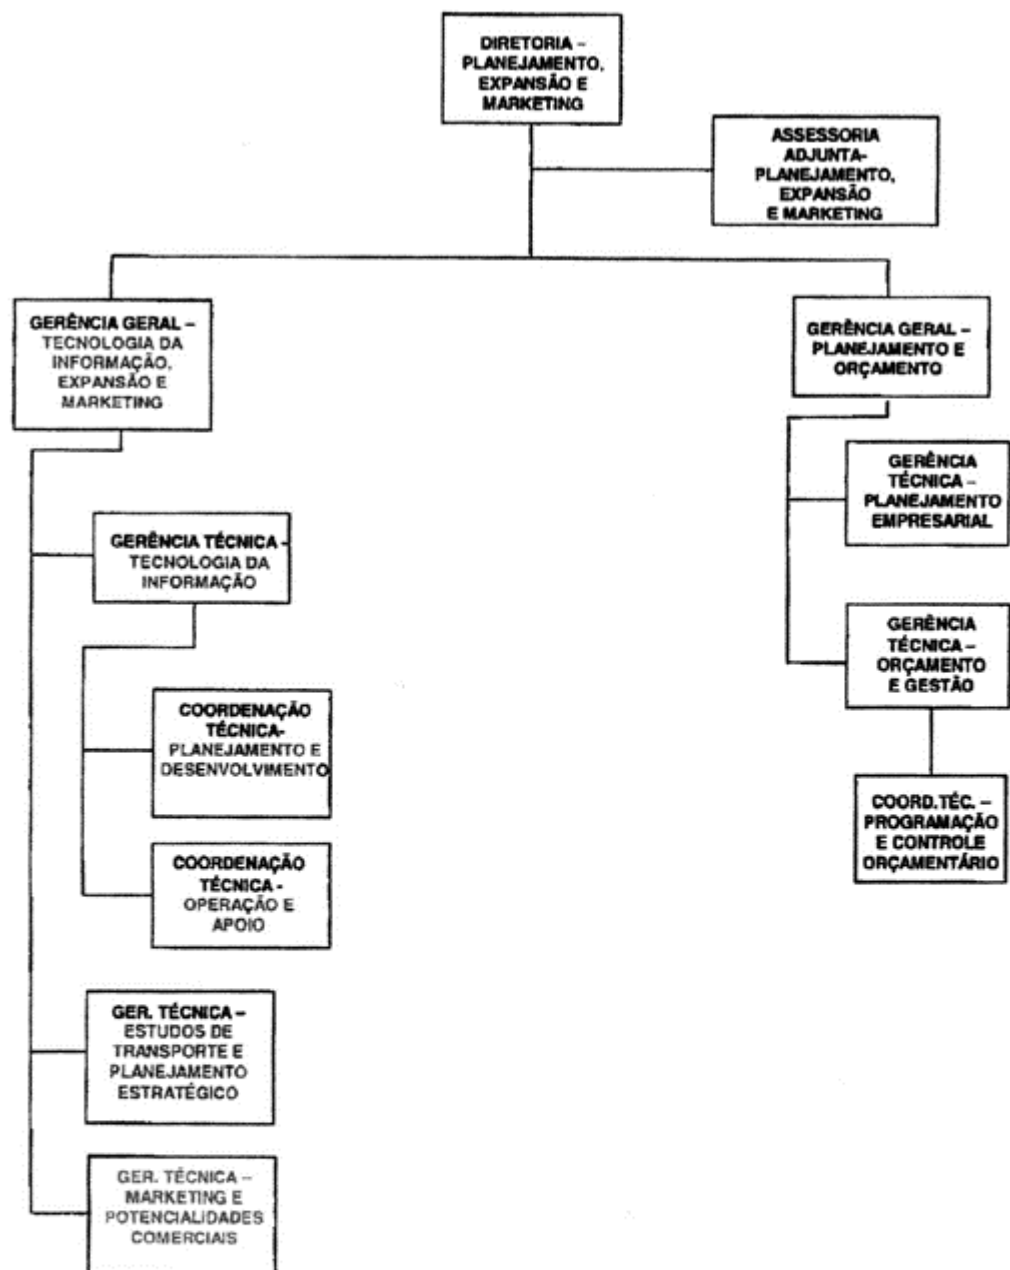 DIRETORIA –
PLANEJAMENTO,
EXPANSÃO E
MARKETING
ASSESSORIA
ADJUNTA-
PLANEJAMENTO,
EXPANSÃO
E MARKETING
GERÊNCIA GERAL –
TECNOLOGIA DA
INFORMAÇÃO,
EXPANSÃO E
MARKETING
GERÊNCIA GERAL –
PLANEJAMENTO E
ORÇAMENTO
GERÊNCIA TÉCNICA -
TECNOLOGIA DA
INFORMAÇÃO
COORDENAÇÃO
TÉCNICA-
PLANEJAMENTO E
DESENVOLVIMENTO
COORDENAÇÃO
TÉCNICA -
OPERAÇÃO E
APOIO
GER. TÉCNICA –
ESTUDOS DE
TRANSPORTE E
PLANEJAMENTO
ESTRATÉGICO
GER. TÉCNICA –
MARKETING E
POTENCIALIDADES
COMERCIAIS
GERÊNCIA
TÉCNICA –
PLANEJAMENTO
EMPRESARIAL
GERÊNCIA
TÉCNICA –
ORÇAMENTO
E GESTÃO
COORD.TÉC. –
PROGRAMAÇÃO
E CONTROLE
ORÇAMENTÁRIO